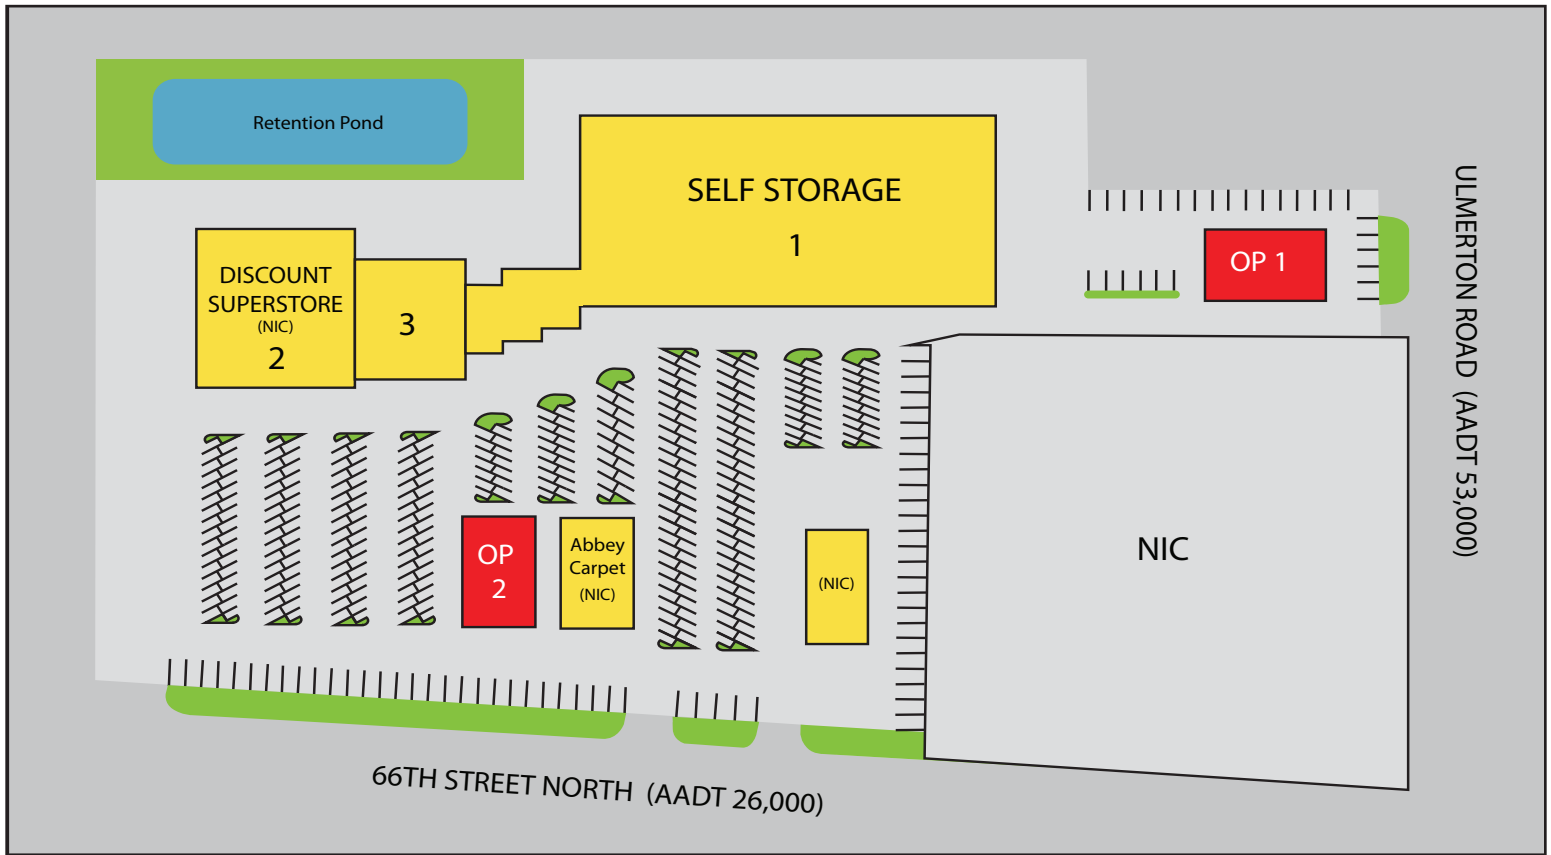 Retention Pond
SELF STORAGE
1
DISCOUNT
SUPERSTORE
(NIC)
2
3
OP 1
ULMERTON ROAD (AADT 53,000)
OP
2
Abbey
Carpet
(NIC)
(NIC)
NIC
66TH STREET NORTH (AADT 26,000)